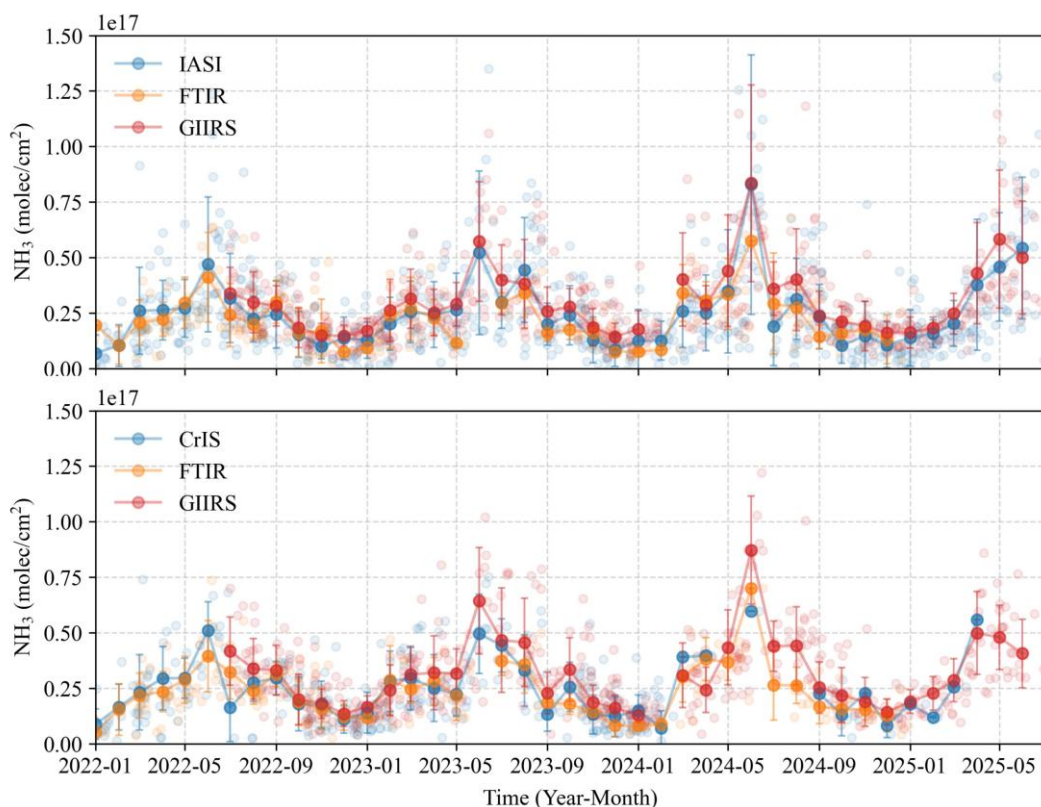 1e17
1.50
1.25
1.00
0.75
0.50
0.25
0.00
NH₃ (molec/cm²)
IASI
FTIR
GIIRS
1e17
1.50
1.25
1.00
0.75
0.50
0.25
0.00
NH₃ (molec/cm²)
CrIS
FTIR
GIIRS
2022-01 2022-05 2022-09 2023-01 2023-05 2023-09 2024-01 2024-05 2024-09 2025-01 2025-05
Time (Year-Month)